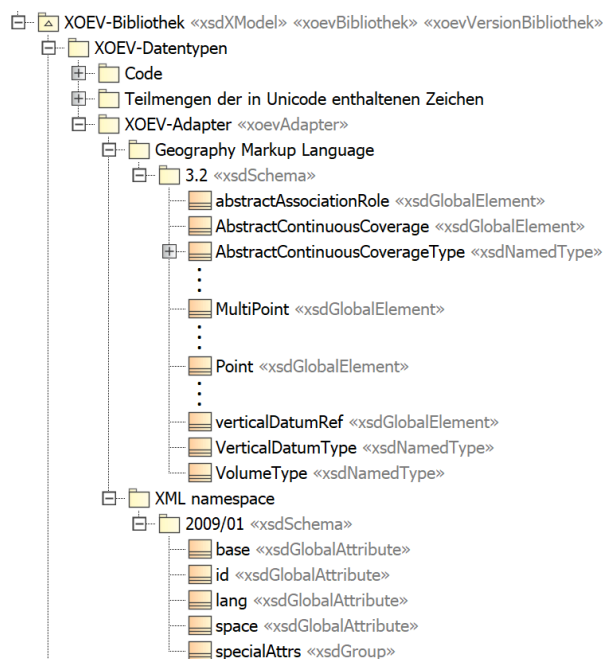 XOEV-Bibliothek «xsdXModel» «xoevBibliothek» «xoevVersionBibliothek»
XOEV-Datentypen
Code
Teilmengen der in Unicode enthaltenen Zeichen
XOEV-Adapter «xoevAdapter»
Geography Markup Language
3.2 «xsdSchema»
abstractAssociationRole «xsdGlobalElement»
AbstractContinuousCoverage «xsdGlobalElement»
AbstractContinuousCoverageType «xsdNamedType»
MultiPoint «xsdGlobalElement»
Point «xsdGlobalElement»
verticalDatumRef «xsdGlobalElement»
VerticalDatumType «xsdNamedType»
VolumeType «xsdNamedType»
XML namespace
2009/01 «xsdSchema»
base «xsdGlobalAttribute»
id «xsdGlobalAttribute»
lang «xsdGlobalAttribute»
space «xsdGlobalAttribute»
specialAttrs «xsdGroup»